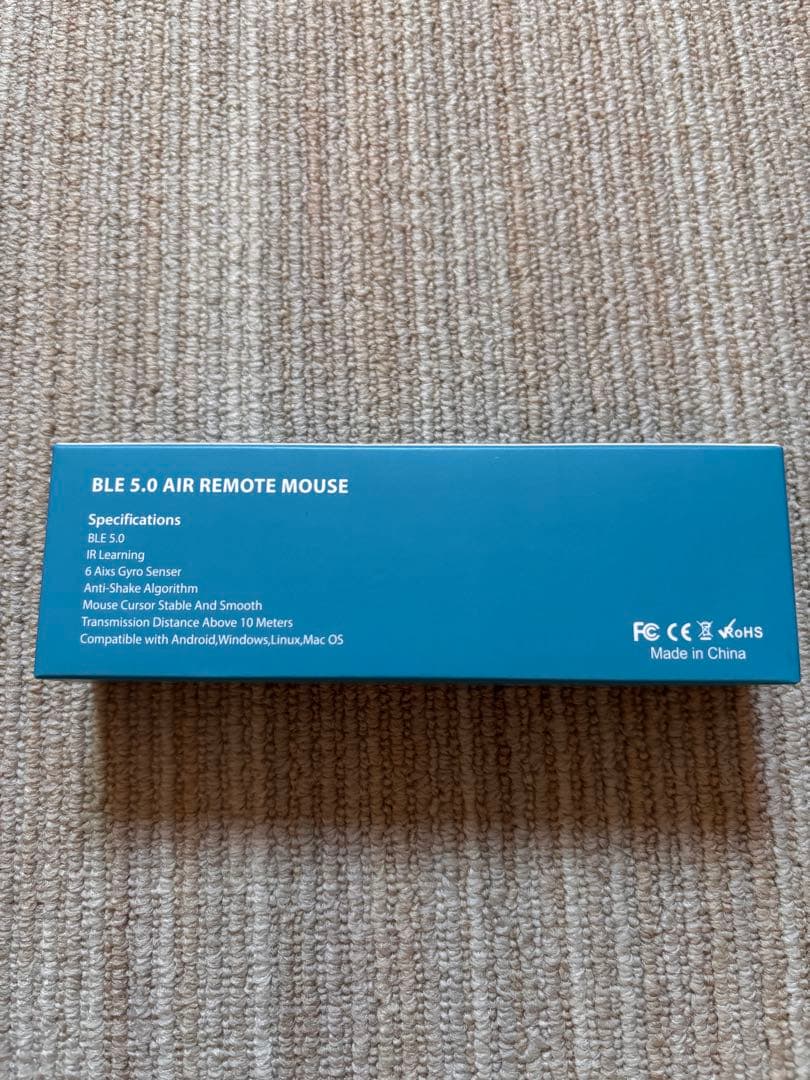 BLE 5.0 AIR REMOTE MOUSE
Specifications
BLE 5.0
IR Learning
6 Aixs Gyro Senser
Anti-Shake Algorithm
Mouse Cursor Stable And Smooth
Transmission Distance Above 10 Meters
Compatible with Android,Windows,Linux,Mac OS
FC CE RoHS
Made in China